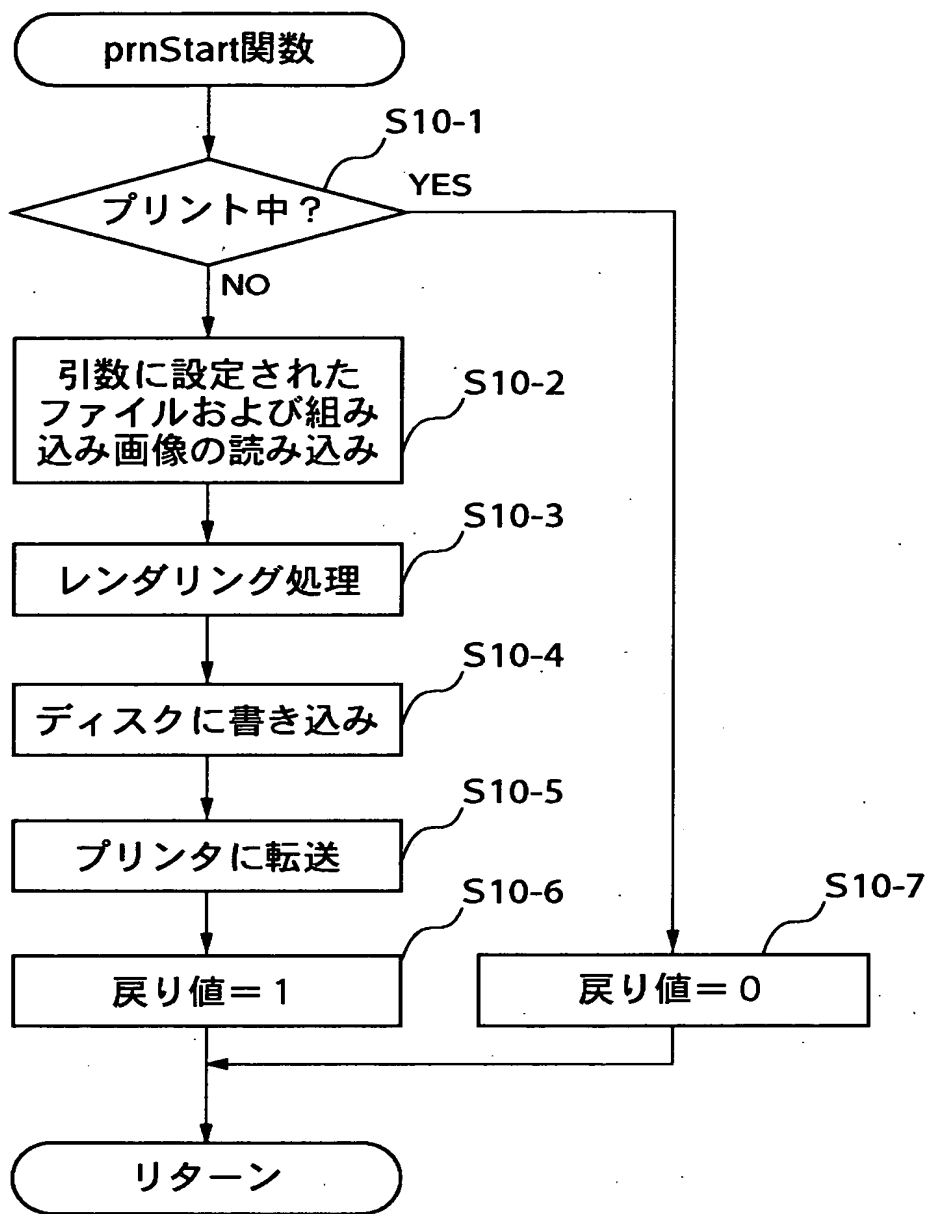 prnStart関数
S10-1
プリント中?
YES
NO
引数に設定された
ファイルおよび組み
込み画像の読み込み
S10-2
S10-3
レンダリング処理
S10-4
ディスクに書き込み
S10-5
プリンタに転送
S10-6
戻り値=1
S10-7
戻り値=0
リターン